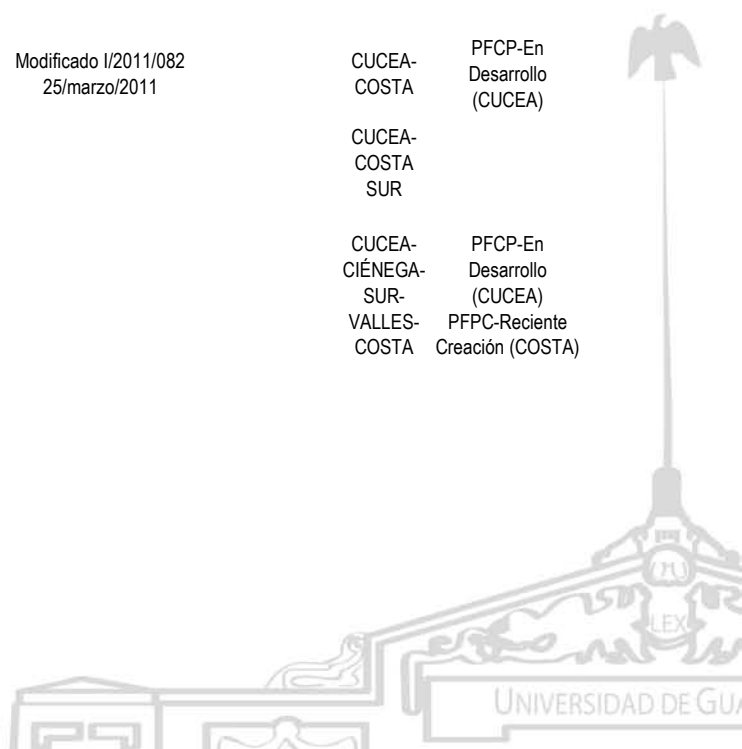 Modificado I/2011/082
25/marzo/2011
CUCEA-
COSTA
PFCP-En
Desarrollo
(CUCEA)
CUCEA-
COSTA
SUR
CUCEA-
CIÉNEGA-
SUR-
VALLES-
COSTA
PFCP-En
Desarrollo
(CUCEA)
PFPC-Reciente
Creación (COSTA)
LEX
UNIVERSIDAD DE GUA